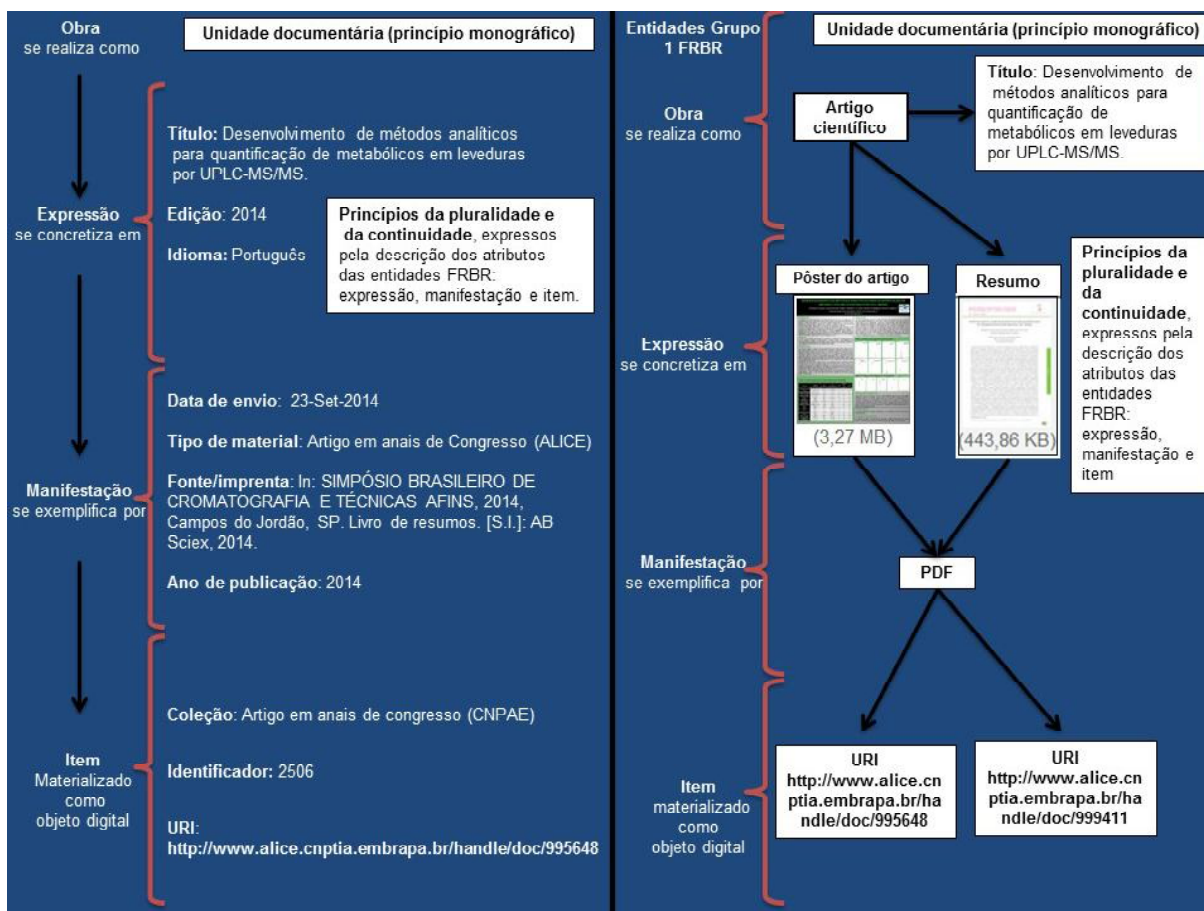 Obra
se realiza como
Unidade documentária (princípio monográfico)
Título: Desenvolvimento de métodos analíticos
para quantificação de metabólicos em leveduras
por UPLC-MS/MS.
Expressão
se concretiza em
Edição: 2014
Idioma: Português
Princípios da pluralidade e
da continuidade, expressos
pela descrição dos atributos
das entidades FRBR:
expressão, manifestação e item.
Data de envio: 23-Set-2014
Tipo de material: Artigo em anais de Congresso (ALICE)
Manifestação
se exemplifica por
Fonte/imprenta: In: SIMPÓSIO BRASILEIRO DE
CROMATOGRAFIA E TÉCNICAS AFINS, 2014,
Campos do Jordão, SP. Livro de resumos. [S.I.]: AB
Sciex, 2014.
Ano de publicação: 2014
Coleção: Artigo em anais de congresso (CNPAE)
Item
Materializado
como
objeto digital
Identificador: 2506
URI:
http://www.alice.cnptia.embrapa.br/handle/doc/995648
Entidades Grupo
1 FRBR
Unidade documentária (princípio monográfico)
Obra
se realiza como
Artigo
científico
Título: Desenvolvimento de
métodos analíticos para
quantificação de
metabólicos em leveduras
por UPLC-MS/MS.
Expressão
se concretiza em
Pôster do artigo
(3,27 MB)
Resumo
(443,86 KB)
Princípios da
pluralidade e
da
continuidade,
expressos pela
descrição dos
atributos das
entidades
FRBR:
expressão,
manifestação e
item
Manifestação
se exemplifica por
PDF
Item
materializado
como
objeto digital
URI
http://www.alice.cn
ptia.embrapa.br/ha
ndle/doc/995648
URI
http://www.alice.cn
ptia.embrapa.br/ha
ndle/doc/999411